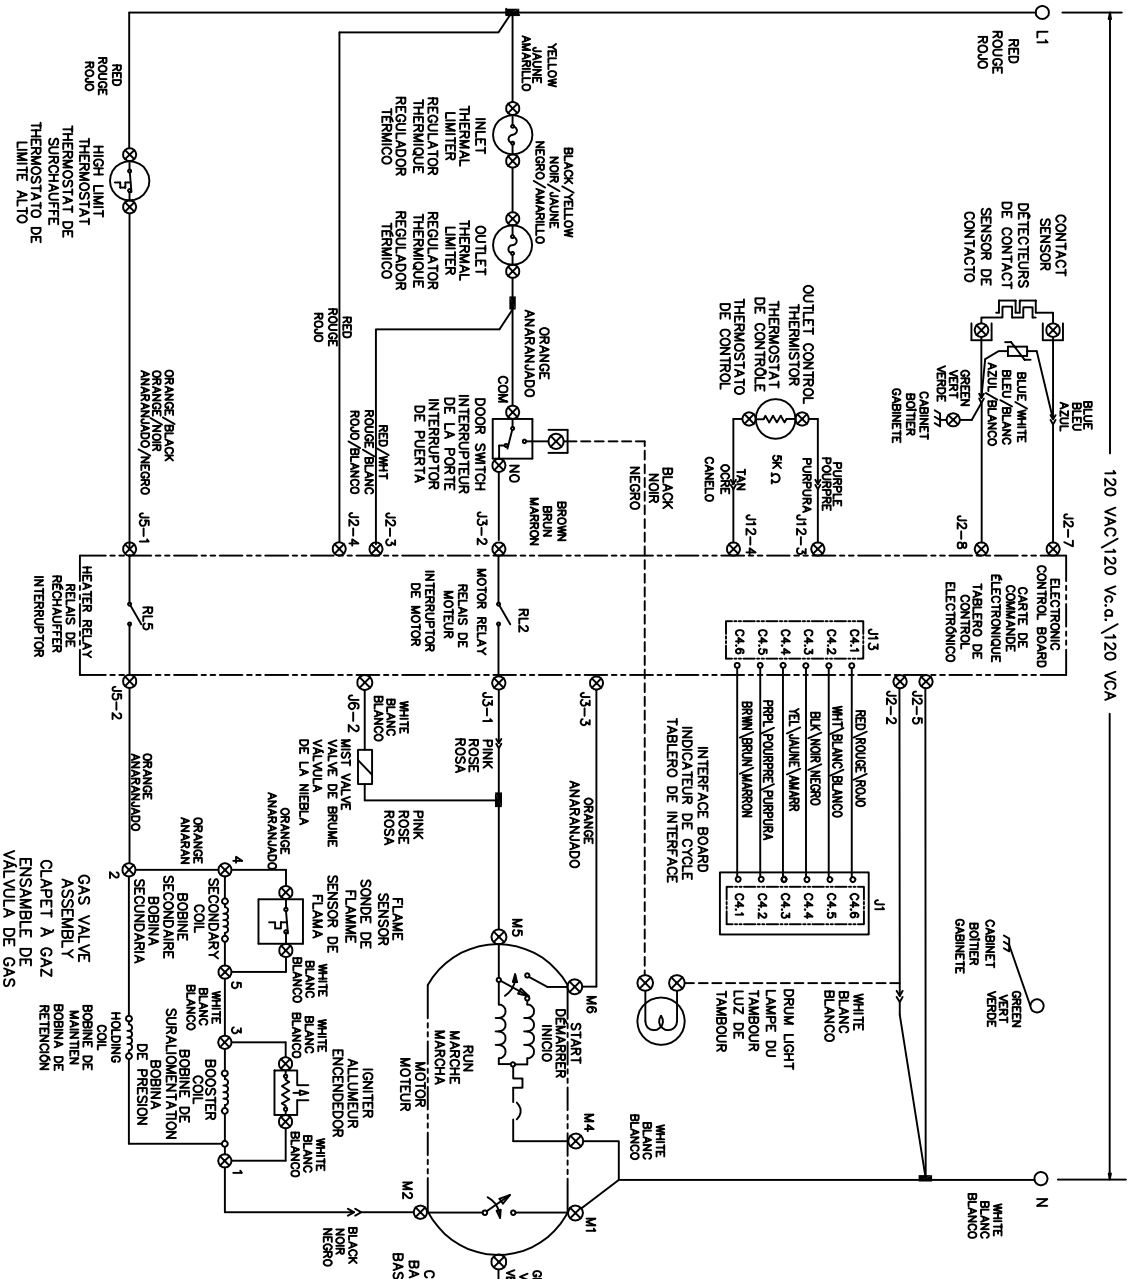 120 VAC\120 Vc.a.\120 VCA
L1
RED
ROUGE
ROJO
N
WHITE
BLANC
BLANCO
CONTACT
SENSOR
DÉTECTEURS
DE CONTACT
SENSOR DE
CONTACTO
BLUE
BLEU
AZUL
BLUE/WHITE
BLEU/BLANC
AZUL/BLANCO
GREEN
VERT
VERDE
CABINET
BOÎTIER
GABINETE
J2-7
J2-8
ELECTRONIC
CONTROL BOARD
CARTE DE
COMMANDE
ÉLECTRONIQUE
TABLERO DE
CONTROL
ELECTRÓNICO
J2-5
J2-2
CABINET
BOÎTIER
GABINETE
GREEN
VERT
VERDE
OUTLET CONTROL
THERMISTOR
THERMOSTAT
DE CONTRÔLE
THERMOSTATO
DE CONTROL
5K Ω
PURPLE
POURPRE
PURPURA
TAN
OCRE
CANELO
J12-3
J12-4
J13
C4.1
C4.2
C4.3
C4.4
C4.5
C4.6
RED\ROUGE\ROJO
WHT\BLANC\BLANCO
BLK\NOIR\NEGRO
YEL\JAUNE\AMARR
PRPL\POURPRE\PURPURA
BRWN\BRUN\MARRON
J1
C4.6
C4.5
C4.4
C4.3
C4.2
C4.1
INTERFACE BOARD
INDICATEUR DE CYCLE
TABLERO DE INTERFACE
WHITE
BLANC
BLANCO
DRUM LIGHT
LAMPE DU
TAMBOUR
LUZ DE
TAMBOUR
BLACK
NOIR
NEGRO
YELLOW
JAUNE
AMARILLO
INLET
THERMAL
LIMITER
REGULATOR
THERMIQUE
REGULADOR
TÉRMICO
BLACK/YELLOW
NOIR/JAUNE
NEGRO/AMARILLO
OUTLET
THERMAL
LIMITER
REGULATOR
THERMIQUE
REGULADOR
TÉRMICO
ORANGE
ANARANJADO
COM
NO
DOOR SWITCH
INTERRUPTEUR
DE LA PORTE
INTERRUPTOR
DE PUERTA
BROWN
BRUN
MARRON
J3-2
RL2
MOTOR RELAY
RELAIS DE
MOTEUR
INTERRUPTOR
DE MOTOR
J3-3
ORANGE
ANARANJADO
J3-1
PINK
ROSE
ROSA
M5
M6
START
DÉMARRER
INICIO
RUN
MARCHE
MARCHA
MOTOR
MOTEUR
M4
WHITE
BLANC
BLANCO
M1
M2
RED/WHT
ROUGE/BLANC
ROJO/BLANCO
J2-3
RED
ROUGE
ROJO
J2-4
J6-2
WHITE
BLANC
BLANCO
MIST VALVE
VALVE DE BRUME
VÁLVULA
DE LA NIEBLA
PINK
ROSE
ROSA
RED
ROUGE
ROJO
HIGH LIMIT
THERMOSTAT
THERMOSTAT DE
SURCHAUFFE
THERMOSTATO DE
LIMITE ALTO
ORANGE/BLACK
ORANGE/NOIR
ANARANJADO/NEGRO
J5-1
RL5
HEATER RELAY
RELAIS DE
RÉCHAUFFER
INTERRUPTOR
J5-2
ORANGE
ANARANJADO
2
ORANGE
ANARAN
4
ORANGE
ANARANJADO
FLAME
SENSOR
SONDE DE
FLAMME
SENSOR DE
FLAMA
WHITE
BLANC
BLANCO
SECONDARY
COIL
BOBINE
SECONDAIRE
BOBINA
SECUNDARIA
5
WHITE
BLANC
BLANCO
3
WHITE
BLANC
BLANCO
IGNITER
ALLUMEUR
ENCENDEDOR
WHITE
BLANC
BLANCO
BOOSTER
COIL
BOBINE DE
SURALIOMENTATION
BOBINA
DE PRESION
1
HOLDING
COIL
BOBINE DE
MAINTIEN
BOBINA DE
RETENCIÓN
GAS VALVE
ASSEMBLY
CLAPET À GAZ
ENSAMBLE DE
VÁLVULA DE GAS
BLACK
NOIR
NEGRO